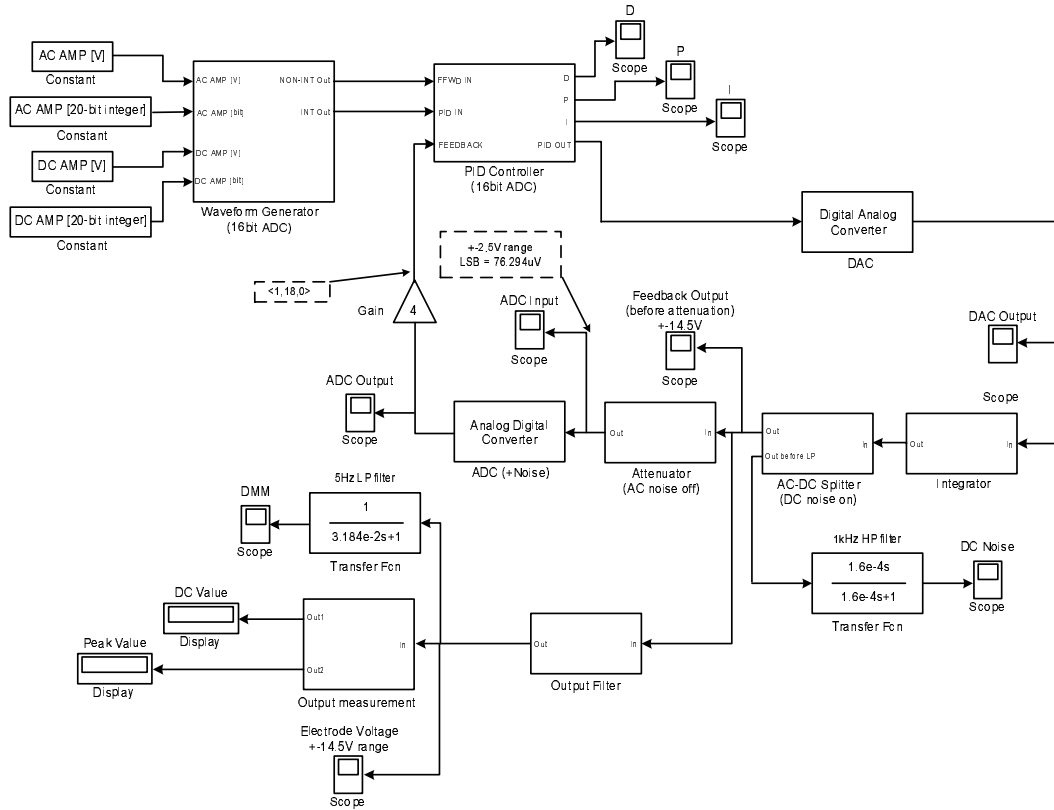 D
Scope
P
Scope
I
Scope
AC AMP [V]
Constant
AC AMP [20-bit integer]
Constant
DC AMP [V]
Constant
DC AMP [20-bit integer]
Constant
AC AMP [V]
AC AMP [bit]
DC AMP [V]
DC AMP [bit]
NON-INT Out
INT Out
Waveform Generator
(16bit ADC)
FFWD IN
PID IN
FEEDBACK
D
P
I
PID OUT
PID Controller
(16bit ADC)
Digital Analog
Converter
DAC
+-2.5V range
LSB = 76.294uV
<1,18,0>
Gain
4
ADC Input
Scope
Feedback Output
(before attenuation)
+-14.5V
Scope
DAC Output
Scope
ADC Output
Scope
Analog Digital
Converter
ADC (+Noise)
Out
In
Attenuator
(AC noise off)
Out
Out before LP
In
AC-DC Splitter
(DC noise on)
Out
In
Integrator
DMM
Scope
5Hz LP filter
1
3.184e-2s+1
Transfer Fcn
1kHz HP filter
1.6e-4s
1.6e-4s+1
Transfer Fcn
DC Noise
Scope
DC Value
Display
Peak Value
Display
Out1
Out2
In
Output measurement
Out
In
Output Filter
Electrode Voltage
+-14.5V range
Scope